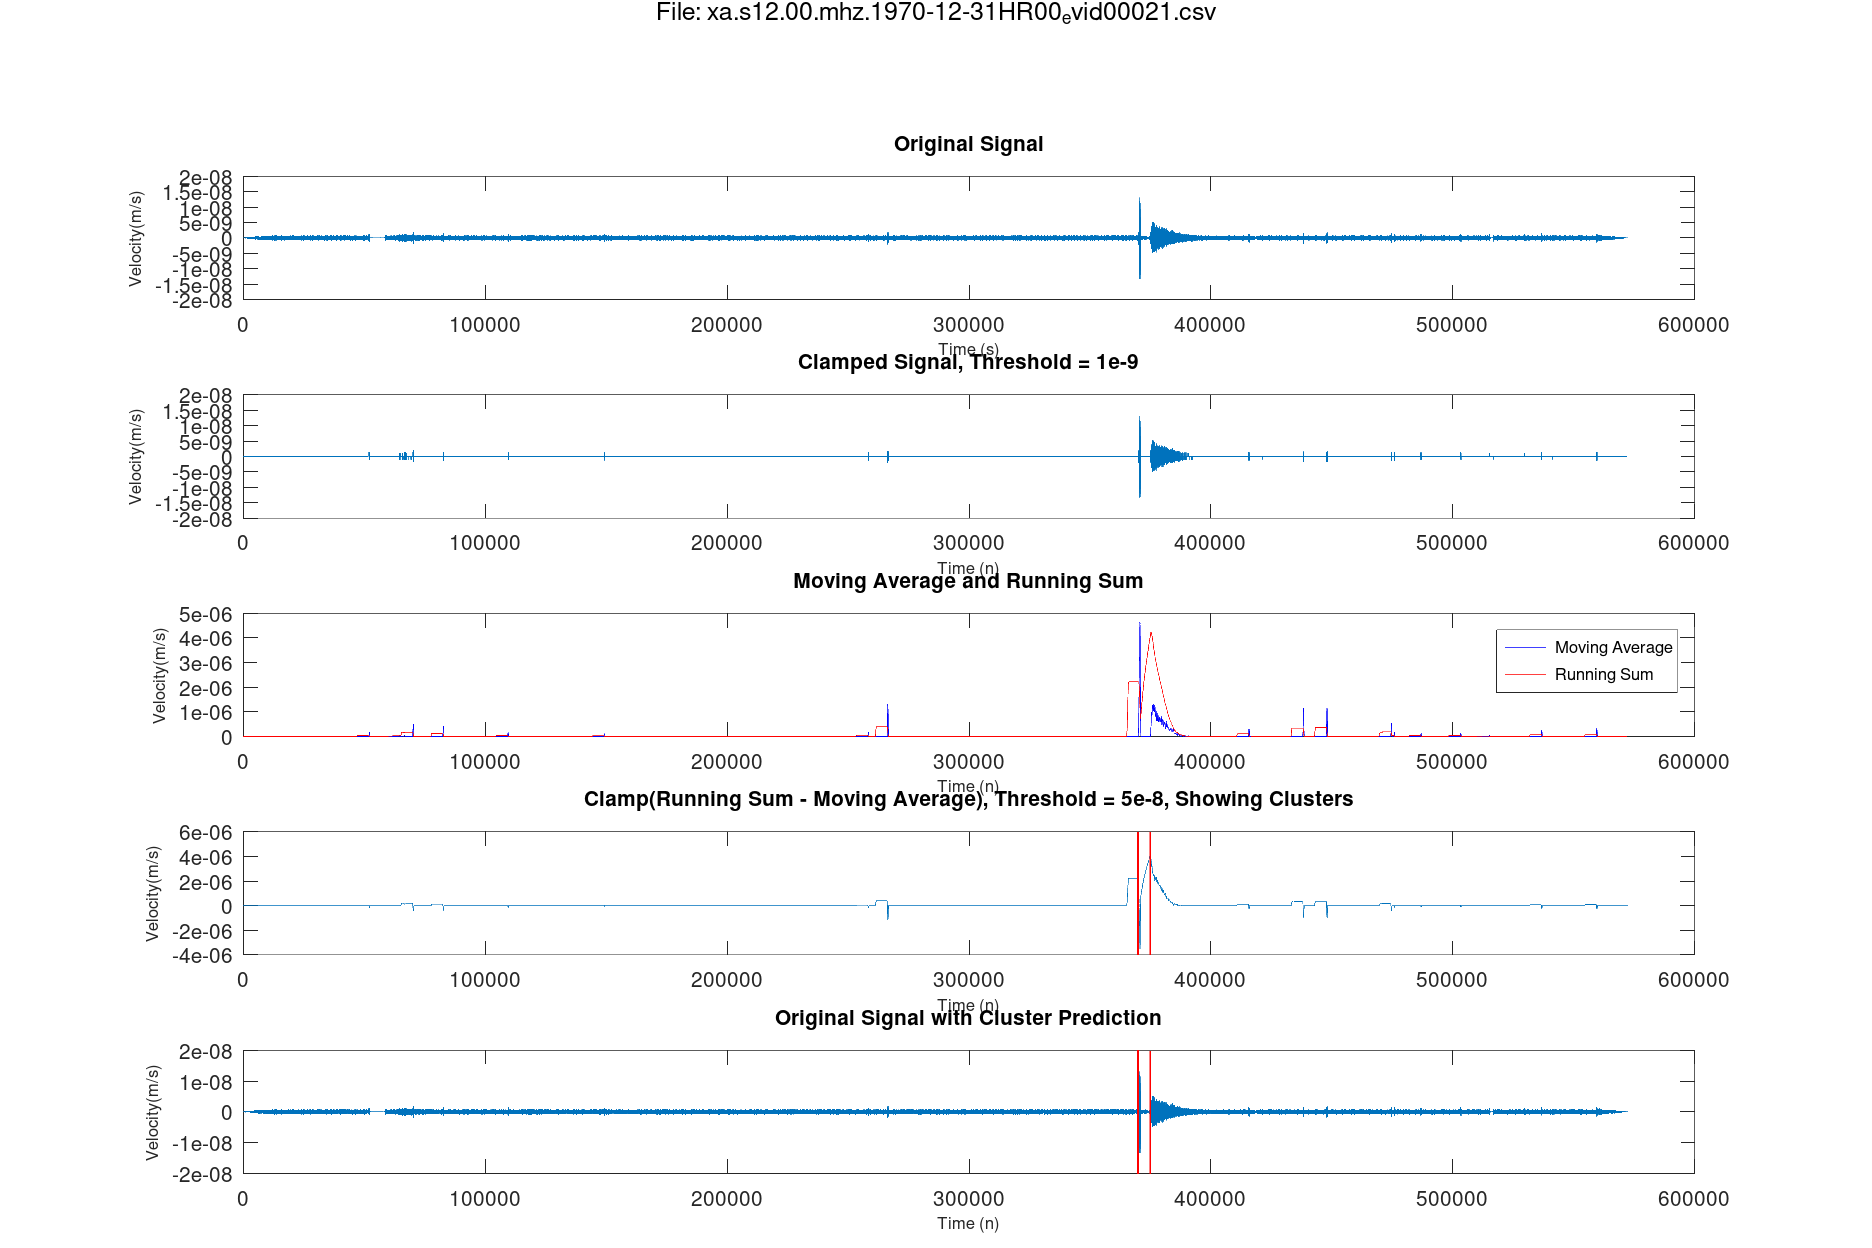 File: xa.s12.00.mhz.1970-12-31HR00evid00021.csv
Original Signal
Velocity(m/s)
2e-08
1.5e-08
1e-08
5e-09
0
-5e-09
-1e-08
-1.5e-08
-2e-08
0 100000 200000 300000 400000 500000 600000
Time (s)
Clamped Signal, Threshold = 1e-9
Velocity(m/s)
2e-08
1.5e-08
1e-08
5e-09
0
-5e-09
-1e-08
-1.5e-08
-2e-08
0 100000 200000 300000 400000 500000 600000
Time (n)
Moving Average and Running Sum
Velocity(m/s)
5e-06
4e-06
3e-06
2e-06
1e-06
0
Moving Average
Running Sum
0 100000 200000 300000 400000 500000 600000
Time (n)
Clamp(Running Sum - Moving Average), Threshold = 5e-8, Showing Clusters
Velocity(m/s)
6e-06
4e-06
2e-06
0
-2e-06
-4e-06
0 100000 200000 300000 400000 500000 600000
Time (n)
Original Signal with Cluster Prediction
Velocity(m/s)
2e-08
1e-08
0
-1e-08
-2e-08
0 100000 200000 300000 400000 500000 600000
Time (n)